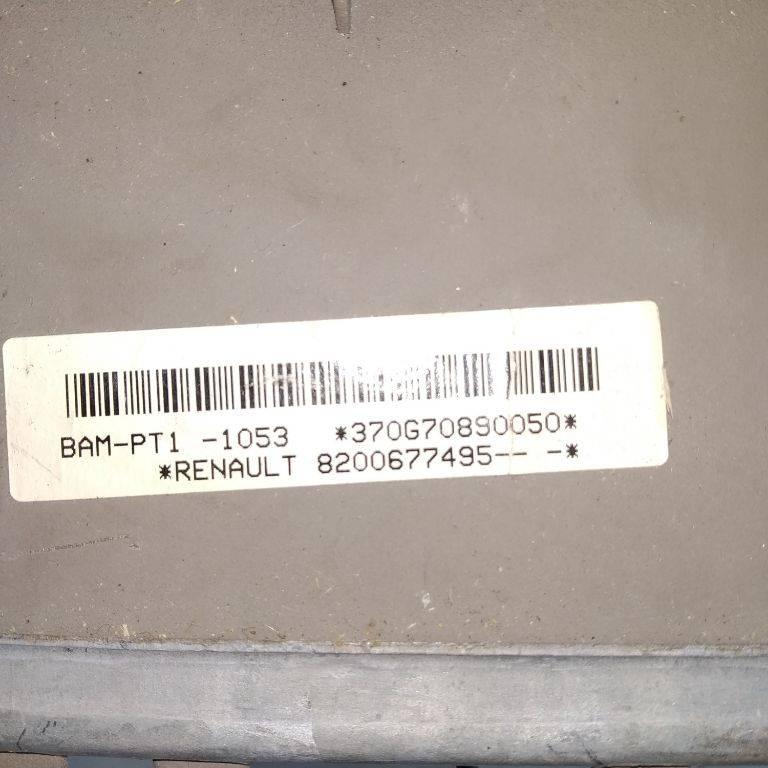 BAM-PT1 -1053 *370G70890050*
*RENAULT 8200677495-- -*